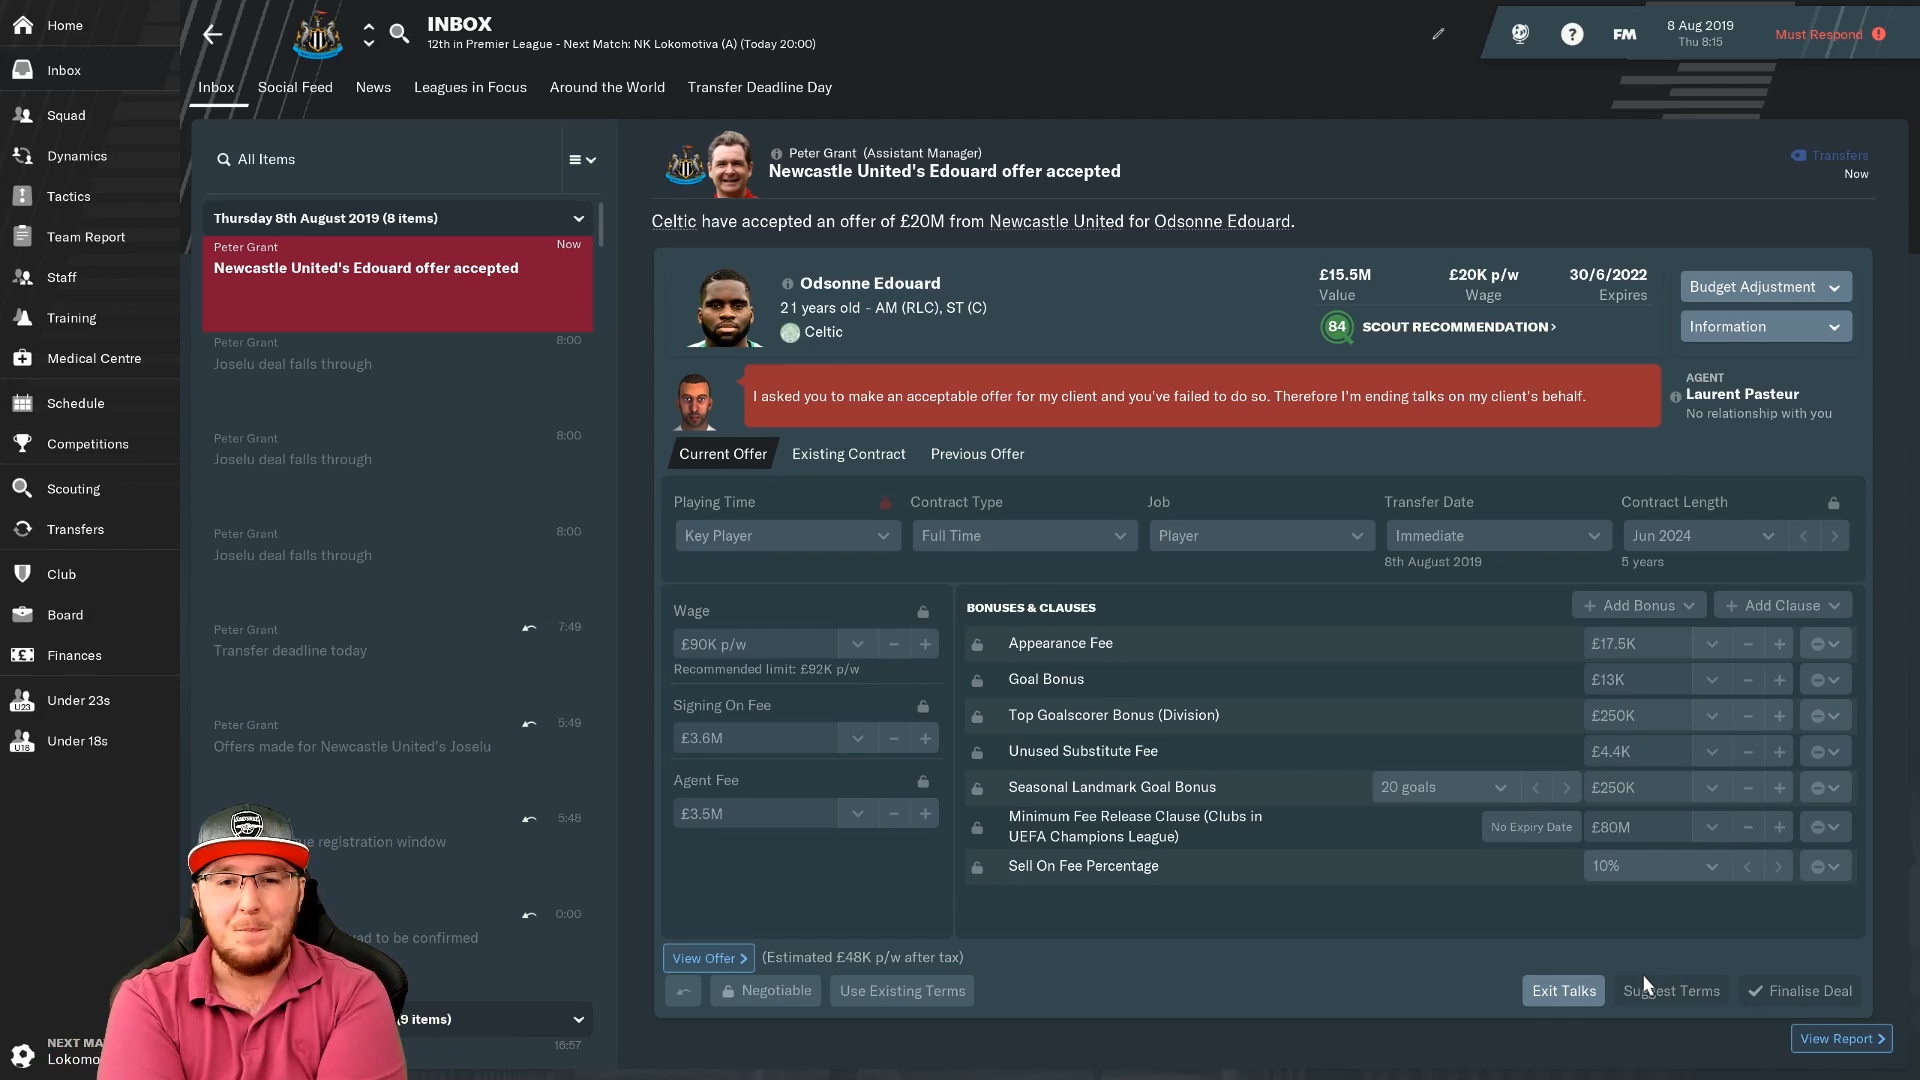 Home
Inbox
Squad
Dynamics
Tactics
Team Report
Staff
Training
Medical Centre
Schedule
Competitions
Scouting
Transfers
Club
Board
Finances
U23 Under 23s
U18 Under 18s
NEXT MA
Lokomo
INBOX
12th in Premier League - Next Match: NK Lokomotiva (A) (Today 20:00)
? FM
8 Aug 2019
Thu 8:15
Must Respond !
Inbox Social Feed News Leagues in Focus Around the World Transfer Deadline Day
All Items
Thursday 8th August 2019 (8 items)
Peter Grant Now
Newcastle United's Edouard offer accepted
Peter Grant 8:00
Joselu deal falls through
Peter Grant 8:00
Joselu deal falls through
Peter Grant 8:00
Joselu deal falls through
Peter Grant 7:49
Transfer deadline today
Peter Grant 5:49
Offers made for Newcastle United's Joselu
5:48
ue registration window
0:00
ad to be confirmed
(9 items)
16:57
Peter Grant (Assistant Manager)
Newcastle United's Edouard offer accepted
Transfers
Now
Celtic have accepted an offer of £20M from Newcastle United for Odsonne Edouard.
Odsonne Edouard
21 years old - AM (RLC), ST (C)
Celtic
£15.5M £20K p/w 30/6/2022
Value Wage Expires
84 SCOUT RECOMMENDATION>
Budget Adjustment
Information
I asked you to make an acceptable offer for my client and you've failed to do so. Therefore I'm ending talks on my client's behalf.
AGENT
Laurent Pasteur
No relationship with you
Current Offer Existing Contract Previous Offer
Playing Time Contract Type Job Transfer Date Contract Length
Key Player Full Time Player Immediate Jun 2024
8th August 2019 5 years
Wage
£90K p/w
Recommended limit: £92K p/w
Signing On Fee
£3.6M
Agent Fee
£3.5M
BONUSES & CLAUSES
+ Add Bonus + Add Clause
Appearance Fee £17.5K
Goal Bonus £13K
Top Goalscorer Bonus (Division) £250K
Unused Substitute Fee £4.4K
Seasonal Landmark Goal Bonus 20 goals £250K
Minimum Fee Release Clause (Clubs in
UEFA Champions League) No Expiry Date £80M
Sell On Fee Percentage 10%
View Offer > (Estimated £48K p/w after tax)
Negotiable Use Existing Terms Exit Talks Suggest Terms Finalise Deal
View Report >